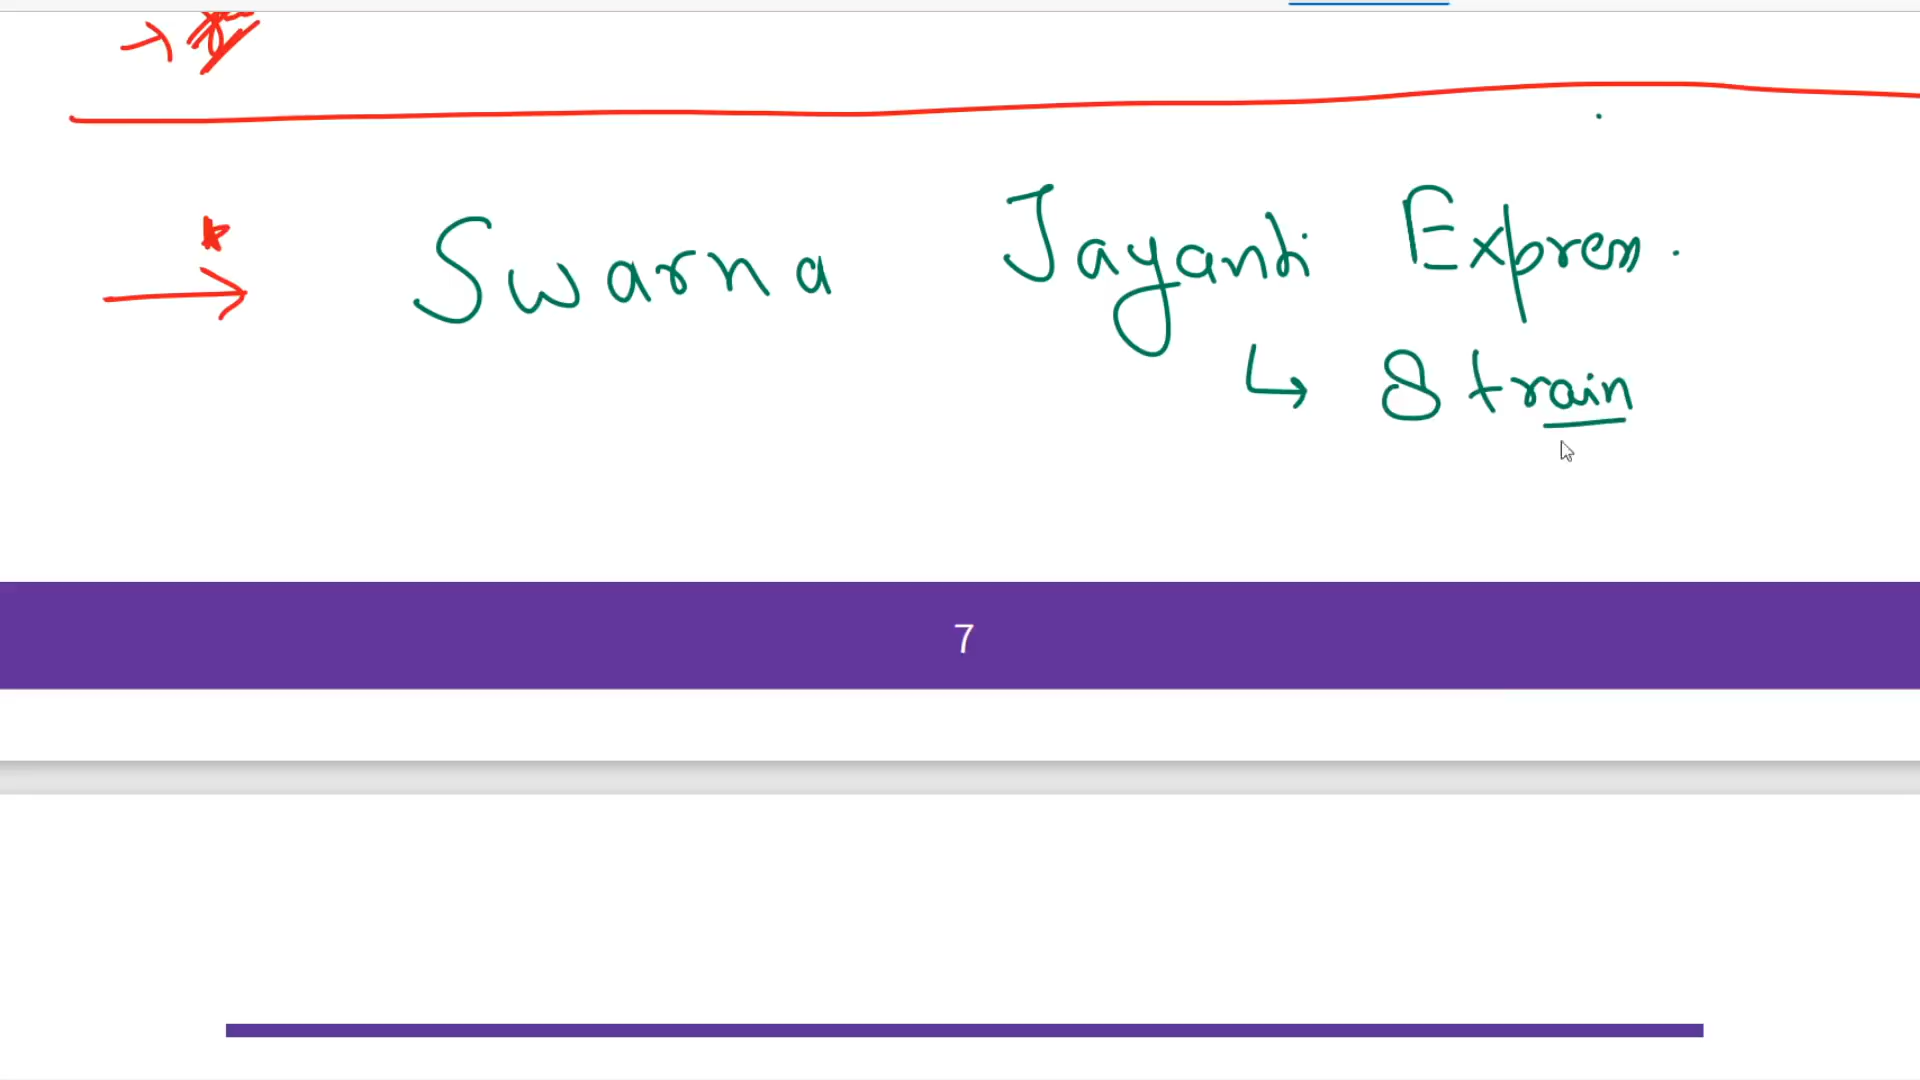 Swarna Jayanti Express.
↳ 8 train
7